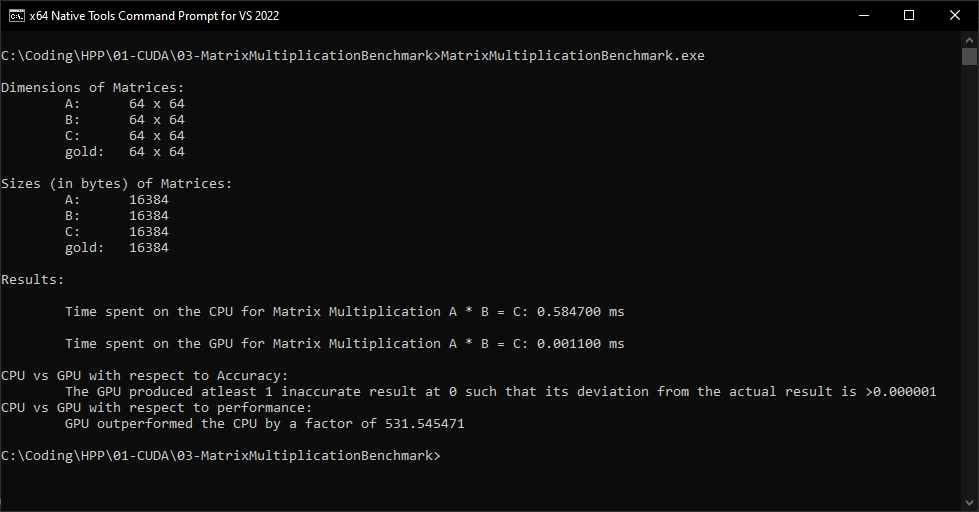 x64 Native Tools Command Prompt for VS 2022
C:\Coding\HPP\01-CUDA\03-MatrixMultiplicationBenchmark>MatrixMultiplicationBenchmark.exe
Dimensions of Matrices:
A: 64 x 64
B: 64 x 64
C: 64 x 64
gold: 64 x 64
Sizes (in bytes) of Matrices:
A: 16384
B: 16384
C: 16384
gold: 16384
Results:
Time spent on the CPU for Matrix Multiplication A * B = C: 0.584700 ms
Time spent on the GPU for Matrix Multiplication A * B = C: 0.001100 ms
CPU vs GPU with respect to Accuracy:
The GPU produced atleast 1 inaccurate result at 0 such that its deviation from the actual result is >0.000001
CPU vs GPU with respect to performance:
GPU outperformed the CPU by a factor of 531.545471
C:\Coding\HPP\01-CUDA\03-MatrixMultiplicationBenchmark>